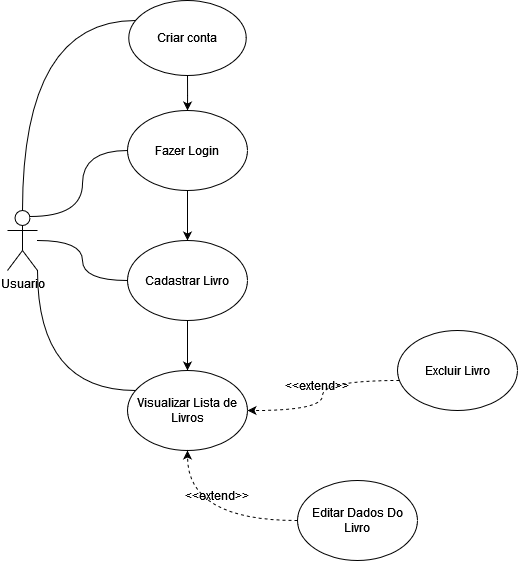 Criar conta
Fazer Login
Usuario
Cadastrar Livro
Visualizar Lista de
Livros
<<extend>>
Excluir Livro
<<extend>>
Editar Dados Do
Livro